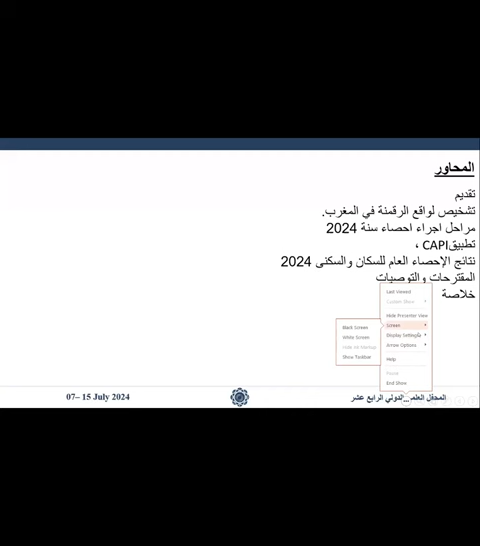 المحاور
تقديم
تشخيص لواقع الرقمنة في المغرب.
مراحل اجراء احصاء سنة 2024
تطبيقCAPI ،
نتائج الإحصاء العام للسكان والسكنى 2024
المقترحات والتوصيات
خلاصة
Last Viewed
Custom Show
Hide Presenter View
Screen
Display Settings
Arrow Options
Help
Pause
End Show
Black Screen
White Screen
Show Taskbar
07– 15 July 2024
المحفل العلمي الدولي الرابع عشر